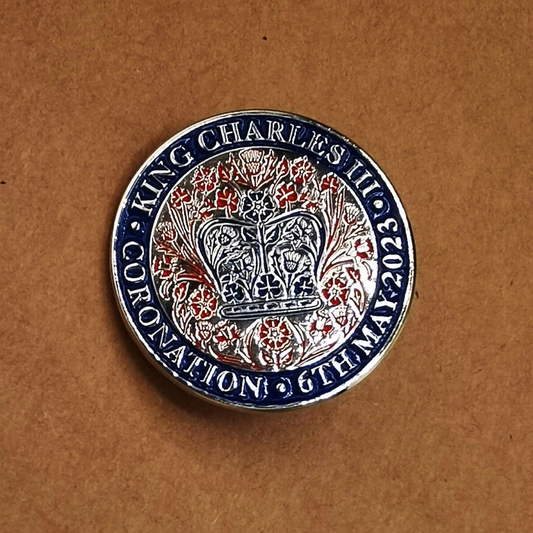 KING CHARLES III • CORONATION • 6TH MAY 2023 •